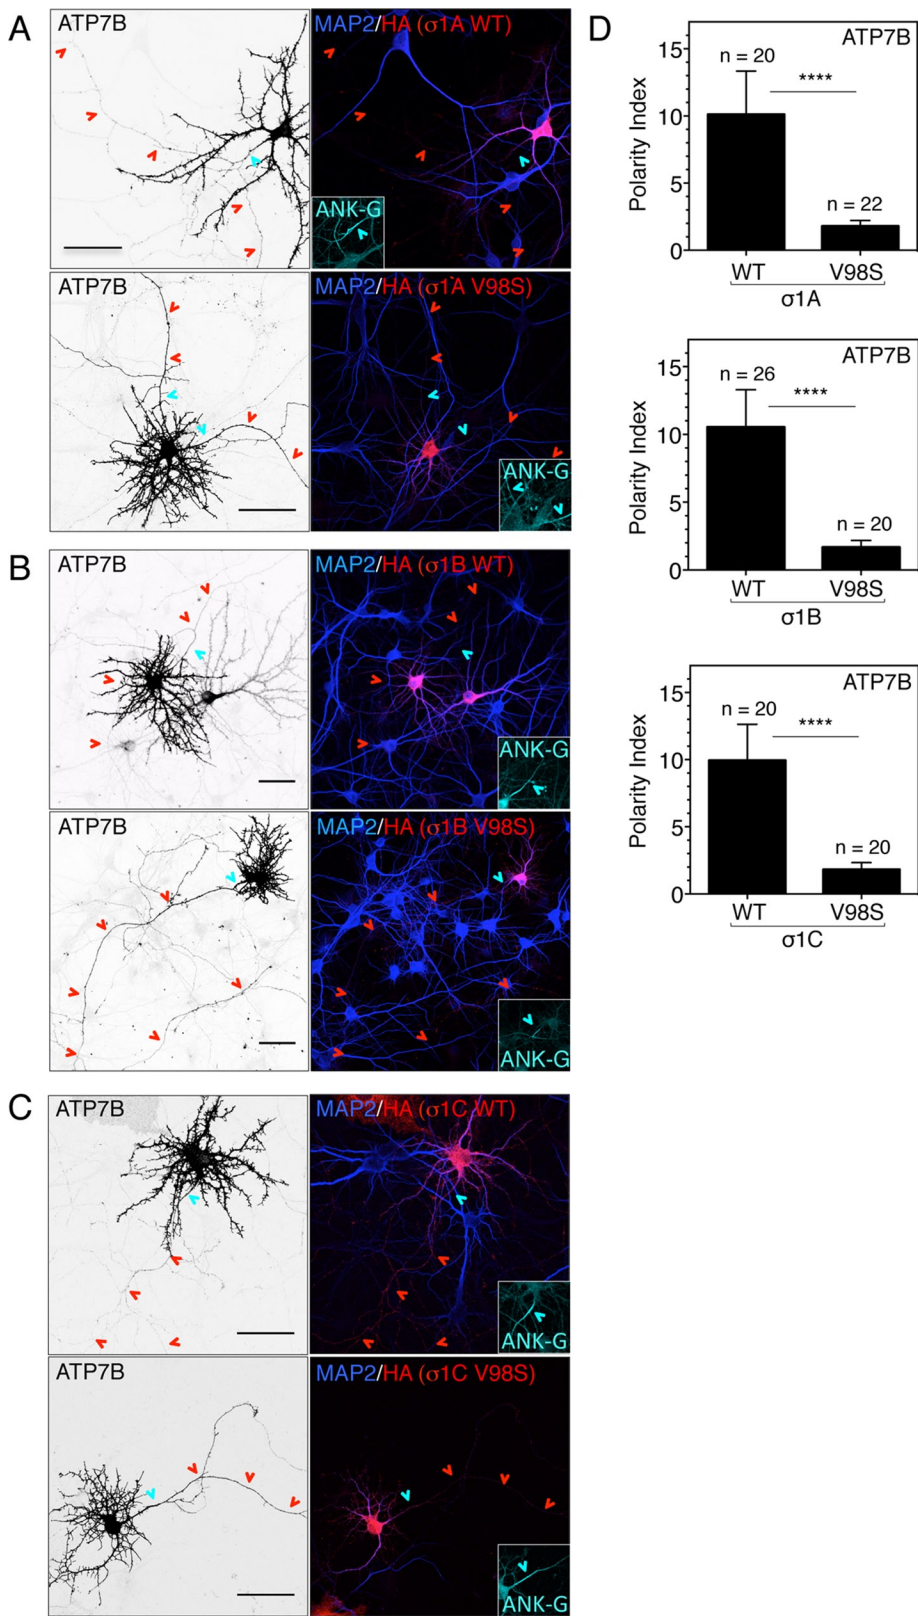 A
ATP7B
MAP2/HA (σ1A WT)
ANK-G
ATP7B
MAP2/HA (σ1A V98S)
ANK-G
B
ATP7B
MAP2/HA (σ1B WT)
ANK-G
ATP7B
MAP2/HA (σ1B V98S)
ANK-G
C
ATP7B
MAP2/HA (σ1C WT)
ANK-G
ATP7B
MAP2/HA (σ1C V98S)
ANK-G
D
ATP7B
Polarity Index
15
10
5
0
n = 20
****
n = 22
WT
V98S
σ1A
ATP7B
Polarity Index
15
10
5
0
n = 26
****
n = 20
WT
V98S
σ1B
ATP7B
Polarity Index
15
10
5
0
n = 20
****
n = 20
WT
V98S
σ1C